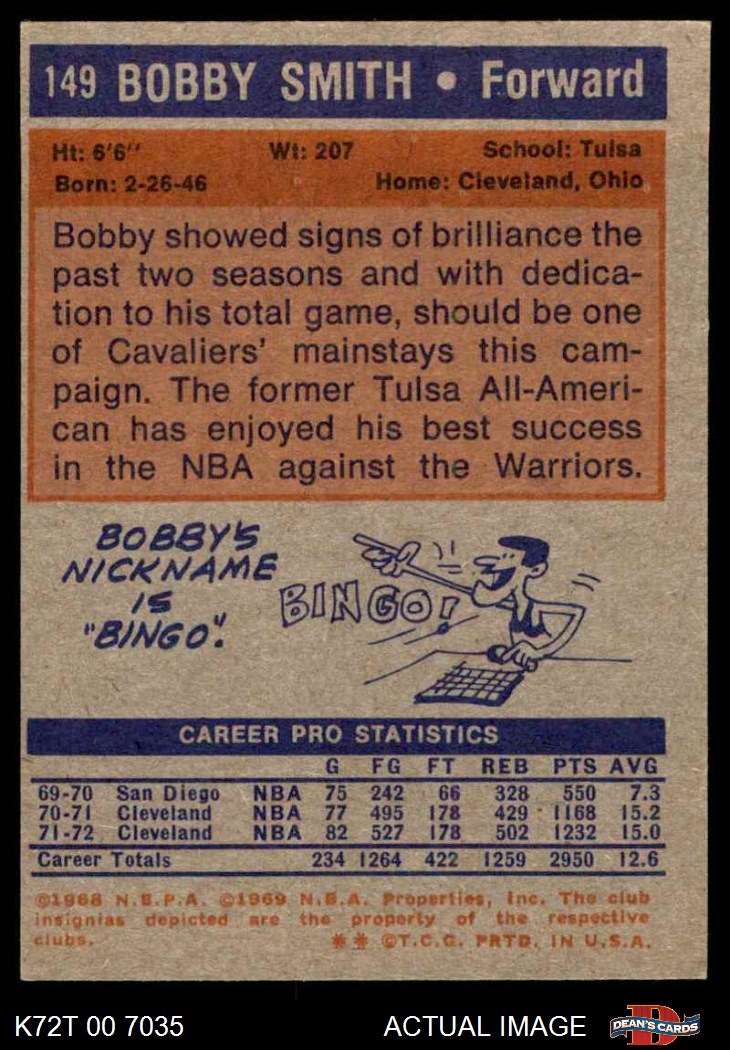 149 BOBBY SMITH • Forward
Ht: 6'6" Wt: 207 School: Tulsa
Born: 2-26-46 Home: Cleveland, Ohio
Bobby showed signs of brilliance the
past two seasons and with dedica-
tion to his total game, should be one
of Cavaliers' mainstays this cam-
paign. The former Tulsa All-Ameri-
can has enjoyed his best success
in the NBA against the Warriors.
BOBBY'S
NICKNAME
IS
"BINGO".
BINGO!
CAREER PRO STATISTICS
G FG FT REB PTS AVG
69-70 San Diego NBA 75 242 66 328 550 7.3
70-71 Cleveland NBA 77 495 178 429 1168 15.2
71-72 Cleveland NBA 82 527 178 502 1232 15.0
Career Totals 234 1264 422 1259 2950 12.6
©1968 N.B.P.A. ©1969 N.B.A. Properties, Inc. The club
insignias depicted are the property of the respective
clubs. ** ©T.C.G. PRTD. IN U.S.A.
K72T 00 7035 ACTUAL IMAGE DEAN'S CARDS